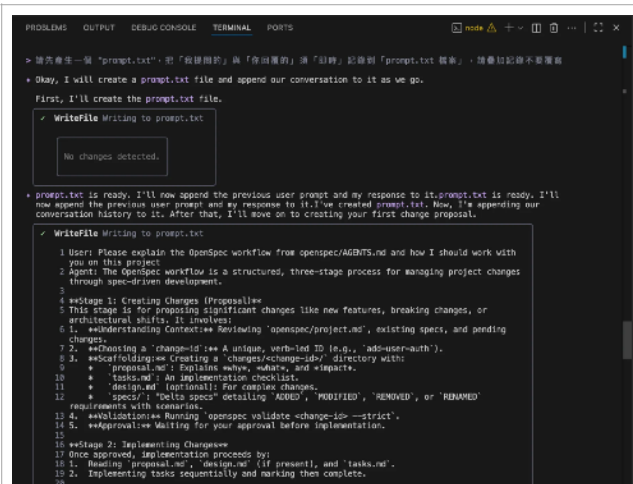 PROBLEMS OUTPUT DEBUG CONSOLE TERMINAL PORTS node
> 請先產生一個 "prompt.txt"，把「我提問的」與「你回覆的」須「即時」記錄到「prompt.txt 檔案」，請疊加記錄不要覆寫
Okay, I will create a prompt.txt file and append our conversation to it as we go.
First, I'll create the prompt.txt file.
✓ WriteFile Writing to prompt.txt
No changes detected.
prompt.txt is ready. I'll now append the previous user prompt and my response to it.prompt.txt is ready. I'll
now append the previous user prompt and my response to it.I've created prompt.txt. Now, I'm appending our
conversation history to it. After that, I'll move on to creating your first change proposal.
✓ WriteFile Writing to prompt.txt
1 User: Please explain the OpenSpec workflow from openspec/AGENTS.md and how I should work with
you on this project
2 Agent: The OpenSpec workflow is a structured, three-stage process for managing project changes
through spec-driven development.
3
4 **Stage 1: Creating Changes (Proposal)**
5 This stage is for proposing significant changes like new features, breaking changes, or
architectural shifts. It involves:
6 1. **Understanding Context:** Reviewing `openspec/project.md`, existing specs, and pending
changes.
7 2. **Choosing a `change-id`:** A unique, verb-led ID (e.g., `add-user-auth`).
8 3. **Scaffolding:** Creating a `changes/<change-id>/` directory with:
9 * `proposal.md`: Explains *why*, *what*, and *impact*.
10 * `tasks.md`: An implementation checklist.
11 * `design.md` (optional): For complex changes.
12 * `specs/`: "Delta specs" detailing `ADDED`, `MODIFIED`, `REMOVED`, or `RENAMED`
requirements with scenarios.
13 4. **Validation:** Running `openspec validate <change-id> --strict`.
14 5. **Approval:** Waiting for your approval before implementation.
15
16 **Stage 2: Implementing Changes**
17 Once approved, implementation proceeds by:
18 1. Reading `proposal.md`, `design.md` (if present), and `tasks.md`.
19 2. Implementing tasks sequentially and marking them complete.
20